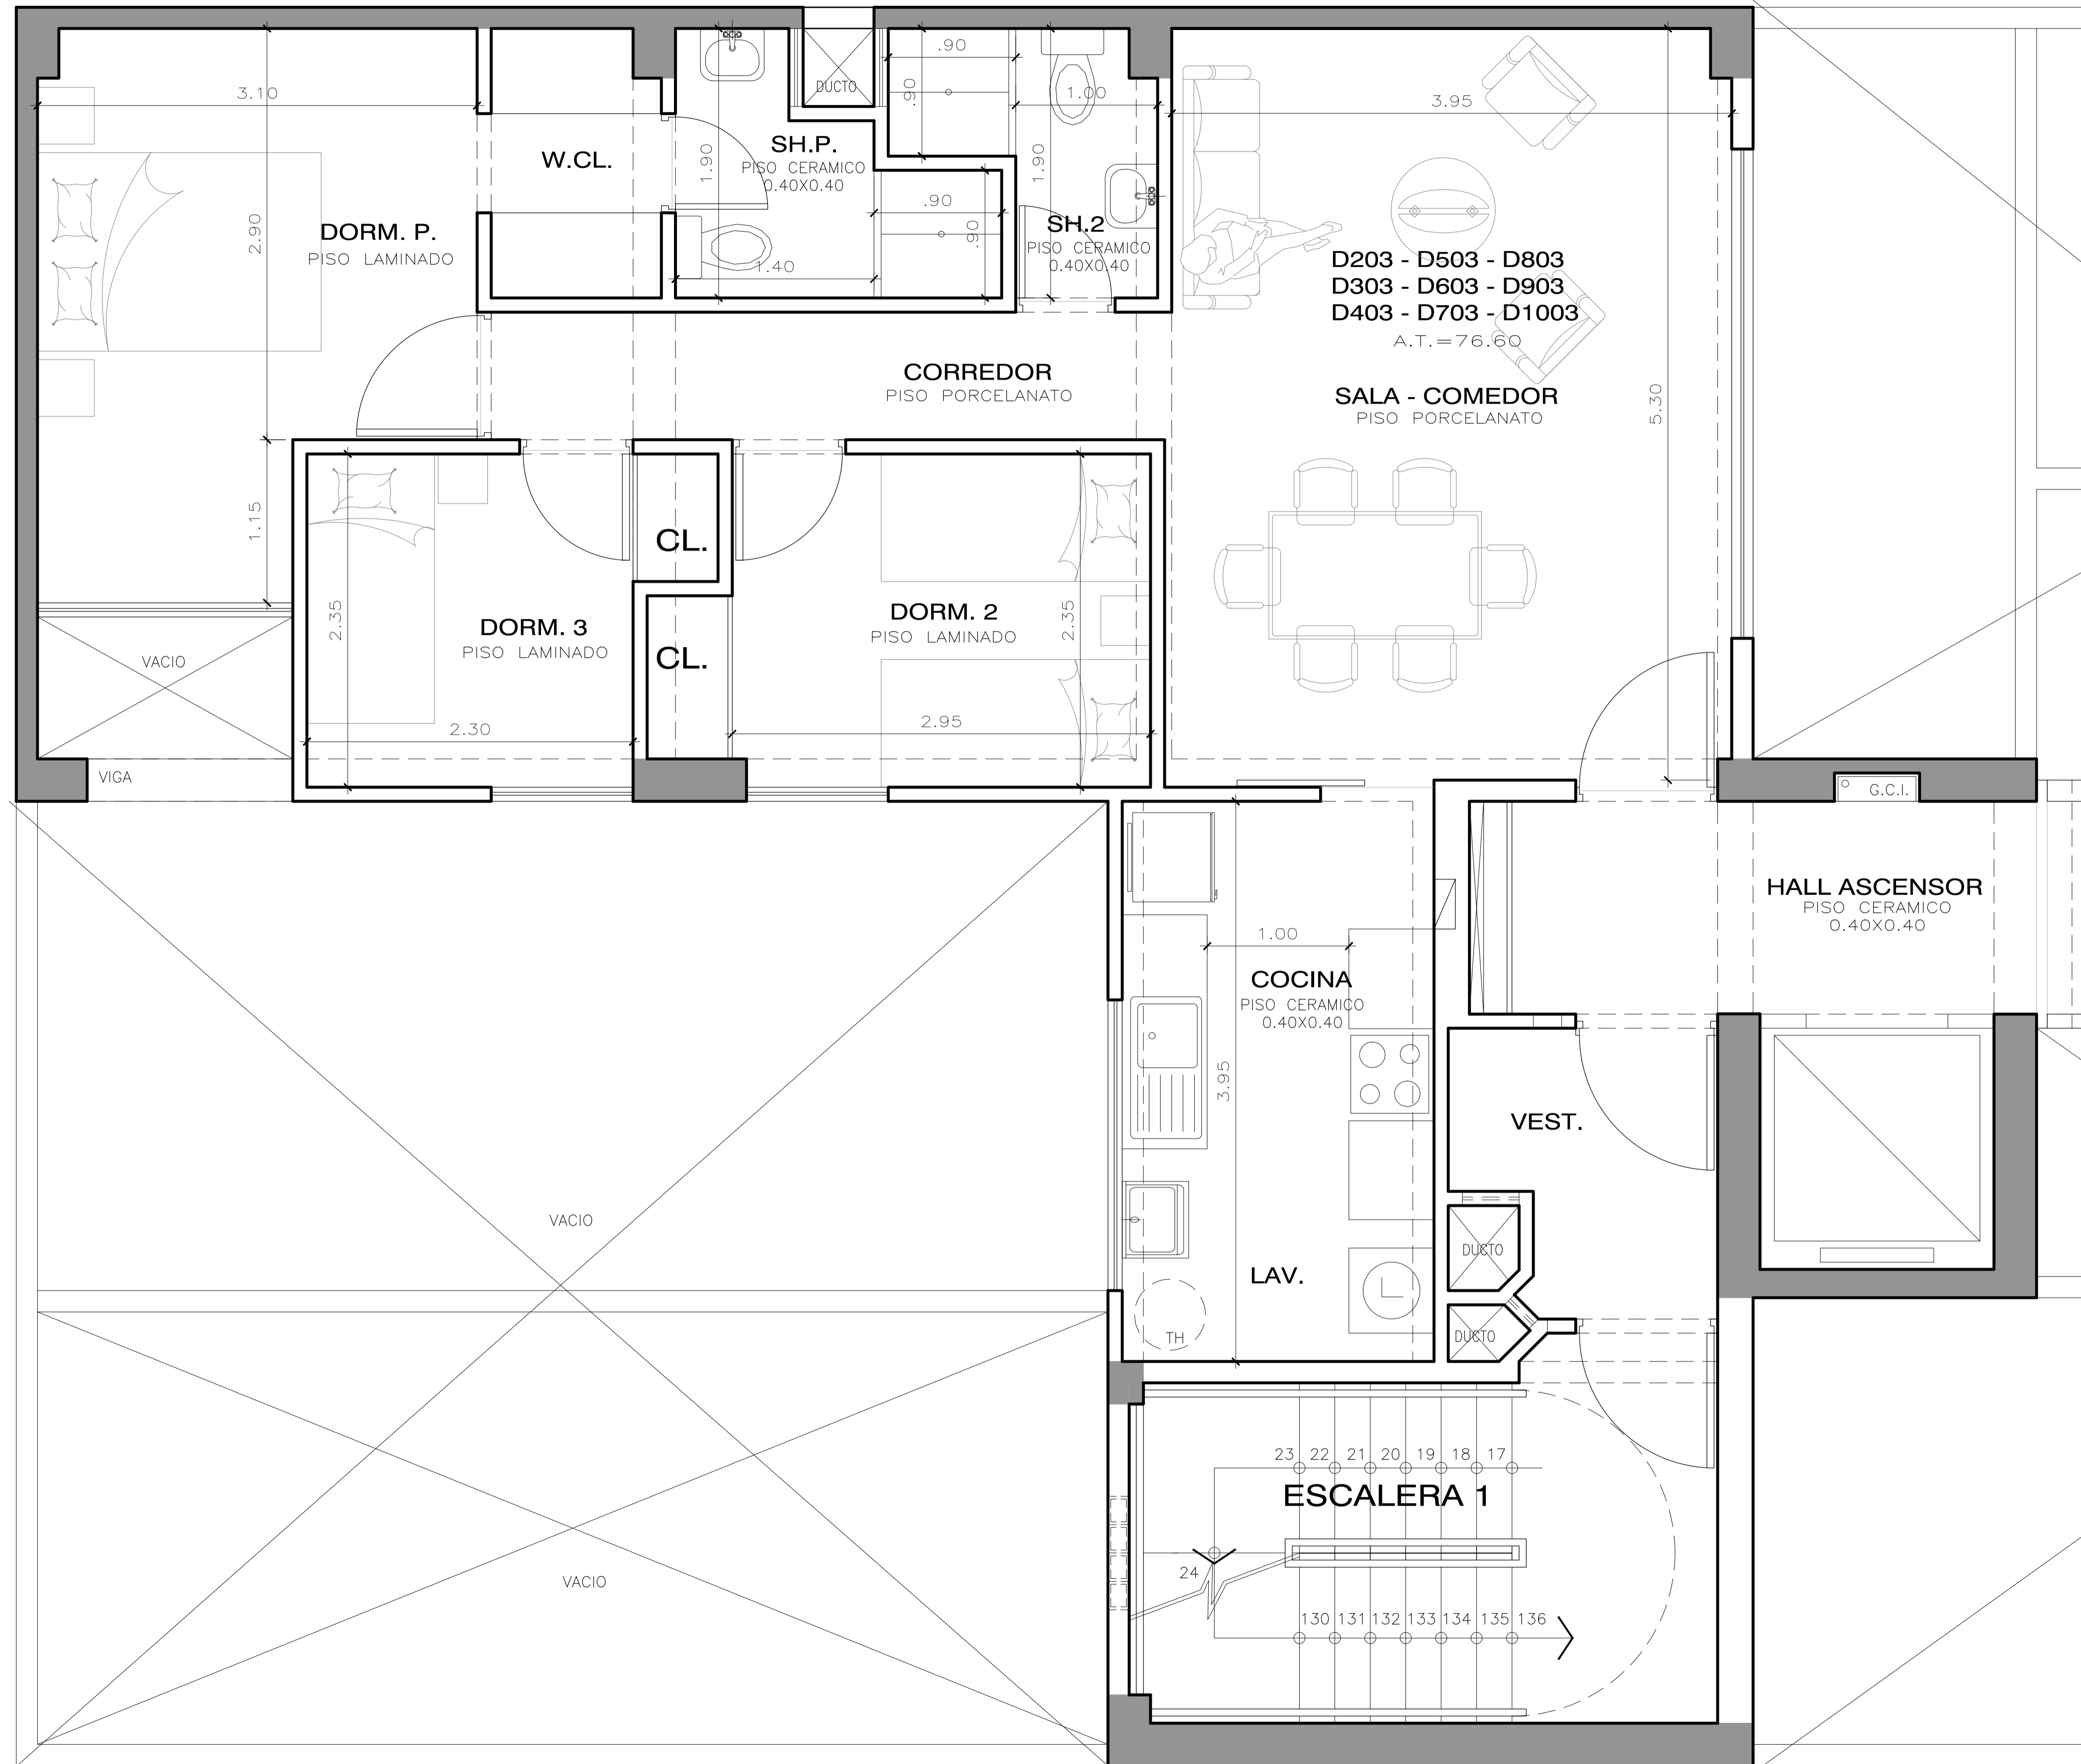 .90
DUCTO
.90
1.00
3.10
3.95
W.CL.
SH.P.
PISO CERAMICO
0.40X0.40
1.90
1.90
.90
.90
SH.2
PISO CERAMICO
0.40X0.40
DORM. P.
PISO LAMINADO
2.90
1.40
D203 - D503 - D803
D303 - D603 - D903
D403 - D703 - D1003
A.T.=76.60
CORREDOR
PISO PORCELANATO
SALA - COMEDOR
PISO PORCELANATO
5.30
1.15
CL.
2.35
DORM. 3
PISO LAMINADO
CL.
DORM. 2
PISO LAMINADO
2.35
VACIO
2.30
2.95
VIGA
G.C.I.
HALL ASCENSOR
PISO CERAMICO
0.40X0.40
1.00
COCINA
PISO CERAMICO
0.40X0.40
3.95
VEST.
VACIO
DUCTO
LAV.
TH
DUCTO
23 22 21 20 19 18 17
ESCALERA 1
24
VACIO
130 131 132 133 134 135 136